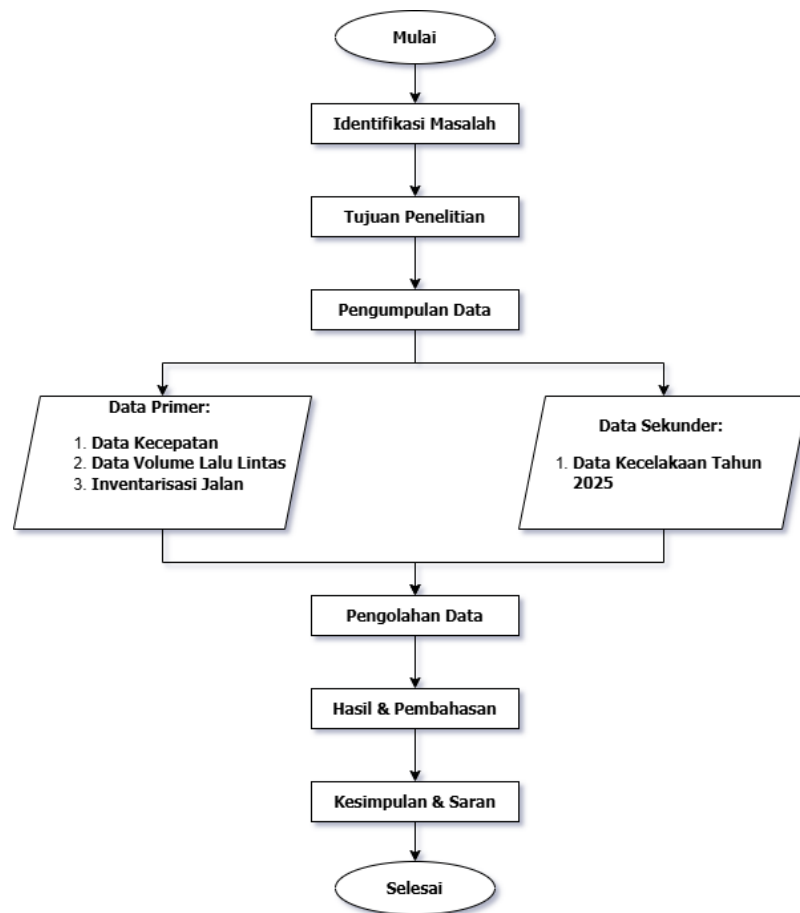 Mulai
Identifikasi Masalah
Tujuan Penelitian
Pengumpulan Data
Data Primer:
1. Data Kecepatan
2. Data Volume Lalu Lintas
3. Inventarisasi Jalan
Data Sekunder:
1. Data Kecelakaan Tahun
2025
Pengolahan Data
Hasil & Pembahasan
Kesimpulan & Saran
Selesai